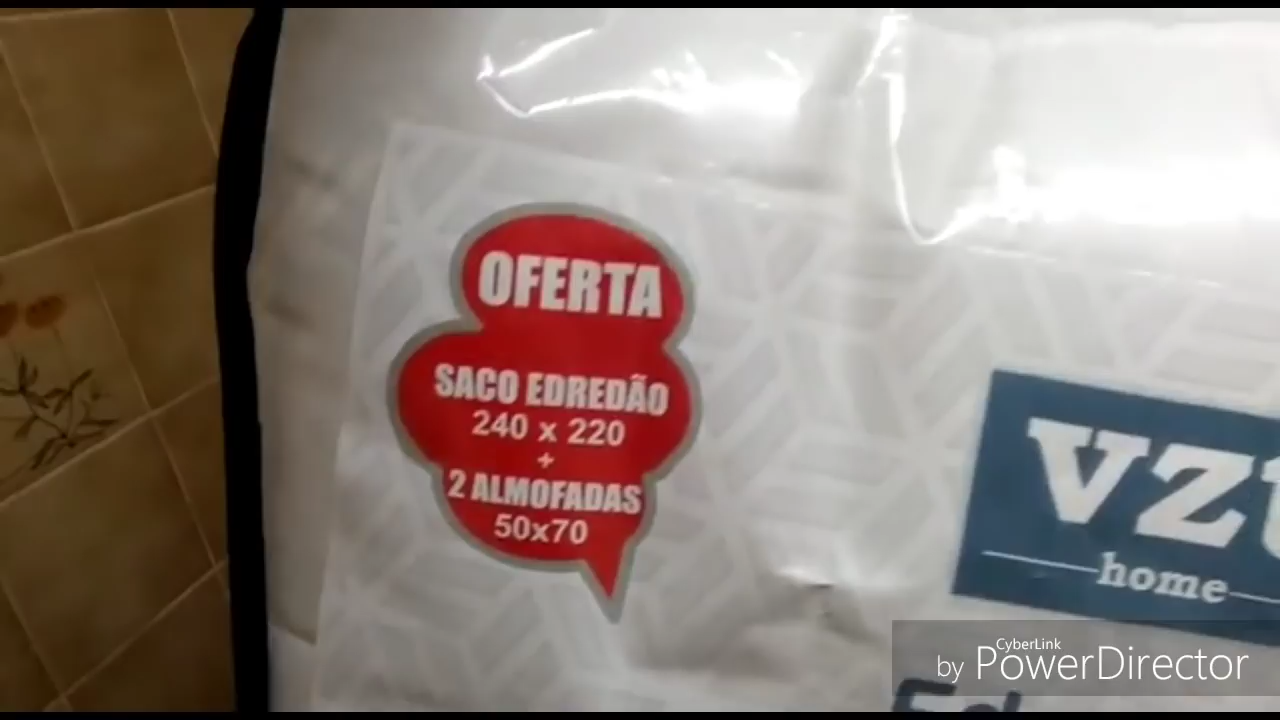 OFERTA
SACO EDREDÃO
240 x 220
+
2 ALMOFADAS
50x70
home
CyberLink
by PowerDirector